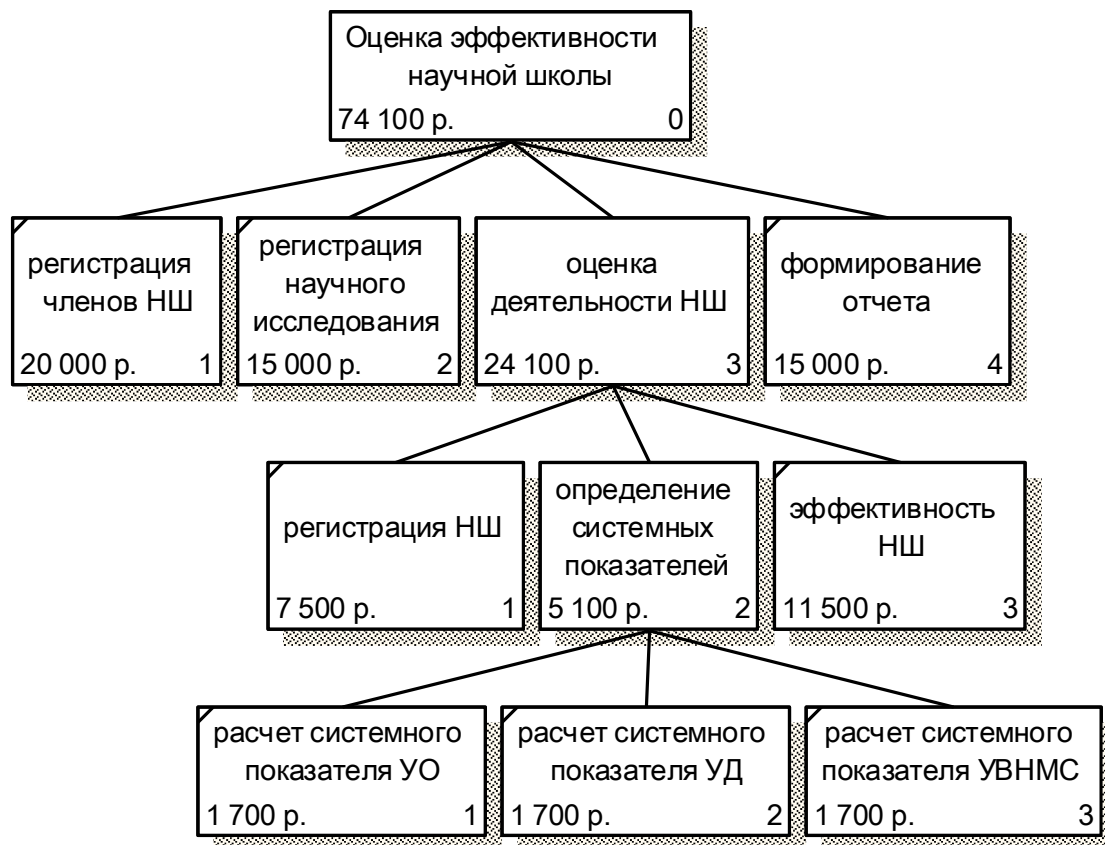 Оценка эффективности
научной школы
74 100 р. 0
регистрация
членов НШ
20 000 р. 1
регистрация
научного
исследования
15 000 р. 2
оценка
деятельности НШ
24 100 р. 3
формирование
отчета
15 000 р. 4
регистрация НШ
7 500 р. 1
определение
системных
показателей
5 100 р. 2
эффективность
НШ
11 500 р. 3
расчет системного
показателя УО
1 700 р. 1
расчет системного
показателя УД
1 700 р. 2
расчет системного
показателя УВНМС
1 700 р. 3